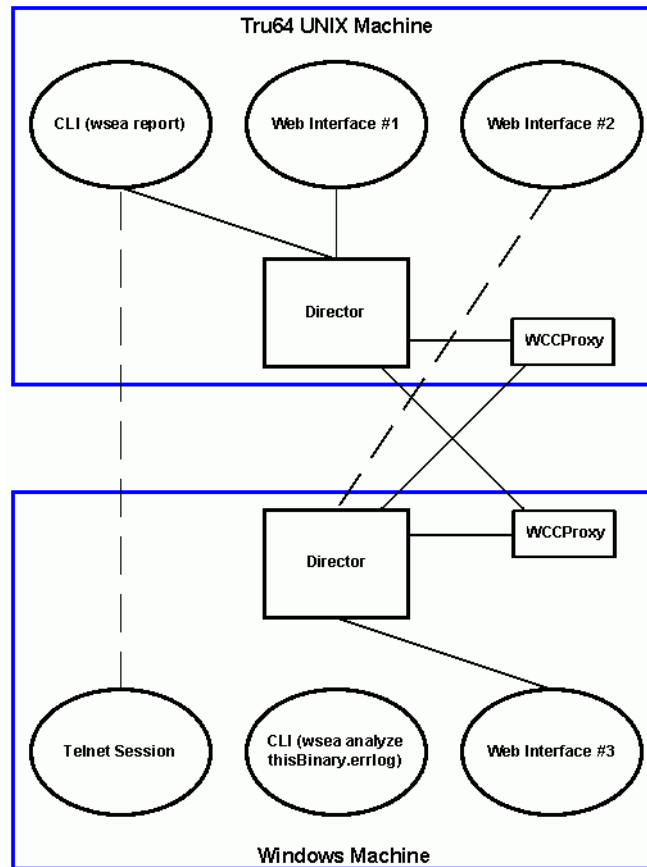 Tru64 UNIX Machine
CLI (wsea report)
Web Interface #1
Web Interface #2
Director
WCCProxy
WCCProxy
Director
Telnet Session
CLI (wsea analyze
thisBinary.errlog)
Web Interface #3
Windows Machine